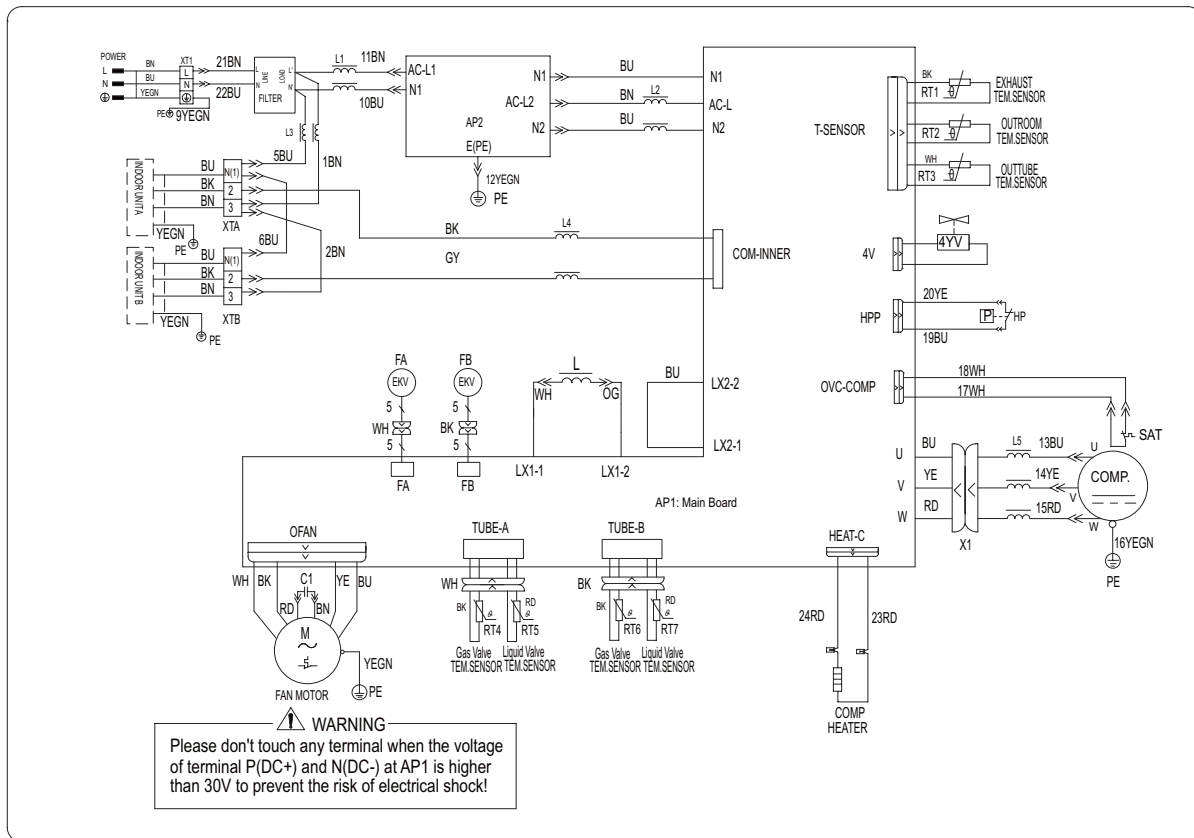 POWER
L
N
BN
BU
YEGN
XT1
L
N
PE
9YEGN
21BN
22BU
L
N
LINE
LOND
L'
N'
FILTER
L1
11BN
10BU
AC-L1
N1
AP2
E(PE)
12YEGN
PE
N1
AC-L2
N2
BU
BN
L2
BU
N1
AC-L
N2
L3
5BU
1BN
INDOOR UNITA
BU
BK
BN
YEGN
PE
N(1)
2
3
XTA
6BU
2BN
INDOOR UNITB
BU
BK
BN
YEGN
PE
N(1)
2
3
XTB
BK
GY
L4
COM-INNER
T-SENSOR
BK
RT1
θ
EXHAUST
TEM.SENSOR
RT2
θ
OUTROOM
TEM.SENSOR
WH
RT3
θ
OUTTUBE
TEM.SENSOR
4V
4YV
HPP
20YE
19BU
P
HP
OVC-COMP
18WH
17WH
SAT
U
V
W
BU
YE
RD
X1
L5
13BU
14YE
15RD
U
V
W
COMP.
16YEGN
PE
FA
EKV
5
WH
5
FA
FB
EKV
5
BK
5
FB
L
WH
OG
LX1-1
LX1-2
BU
LX2-2
LX2-1
AP1: Main Board
OFAN
WH
BK
C1
YE
BU
RD
BN
M
YEGN
PE
FAN MOTOR
TUBE-A
WH
BK
RD
RT4
RT5
Gas Valve
TEM.SENSOR
Liquid Valve
TEM.SENSOR
TUBE-B
BK
BK
RD
RT6
RT7
Gas Valve
TEM.SENSOR
Liquid Valve
TEM.SENSOR
HEAT-C
24RD
23RD
COMP
HEATER
WARNING
Please don't touch any terminal when the voltage
of terminal P(DC+) and N(DC-) at AP1 is higher
than 30V to prevent the risk of electrical shock!